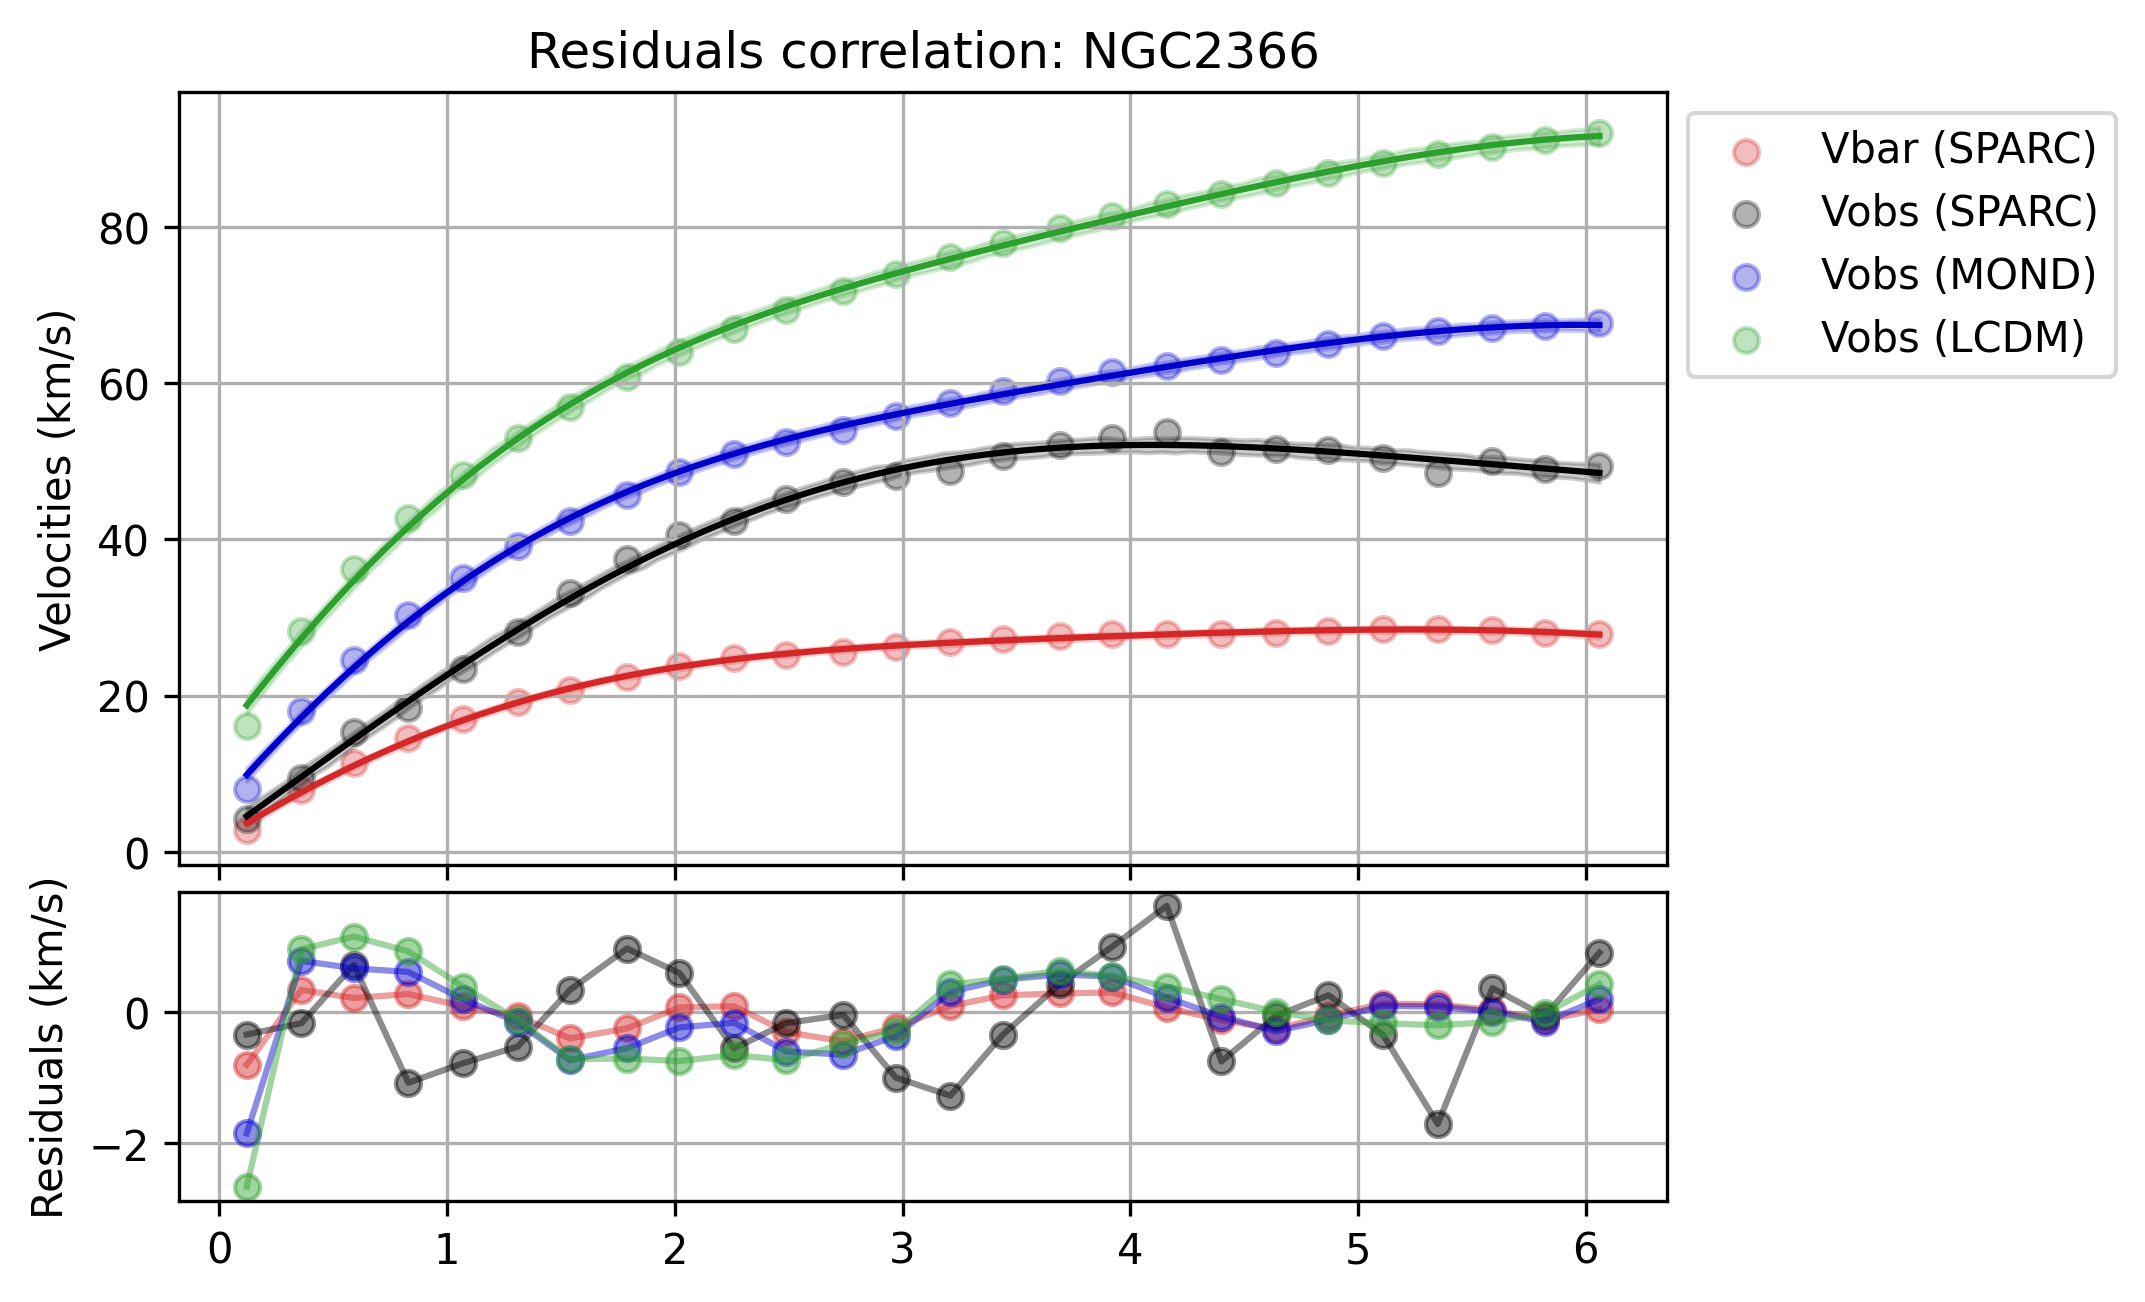 Residuals correlation: NGC2366
Velocities (km/s)
80
60
40
20
0
Vbar (SPARC)
Vobs (SPARC)
Vobs (MOND)
Vobs (LCDM)
Residuals (km/s)
0
−2
0 1 2 3 4 5 6